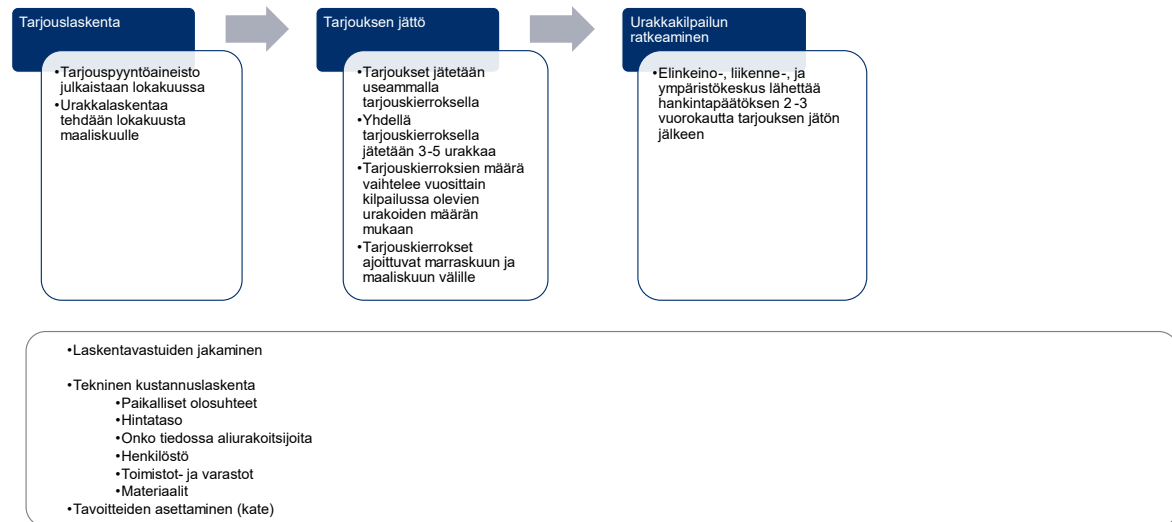 Tarjouslaskenta
•Tarjouspyyntöaineisto
julkaistaan lokakuussa
•Urakkalaskentaa
tehdään lokakuusta
maaliskuulle
Tarjouksen jättö
•Tarjoukset jätetään
useammalla
tarjouskierroksella
•Yhdellä
tarjouskierroksella
jätetään 3-5 urakkaa
•Tarjouskierroksien määrä
vaihtelee vuosittain
kilpailussa olevien
urakoiden määrän
mukaan
•Tarjouskierrokset
ajoittuvat marraskuun ja
maaliskuun välille
Urakkakilpailun
ratkeaminen
•Elinkeino-, liikenne-, ja
ympäristökeskus lähettää
hankintapäätöksen 2-3
vuorokautta tarjouksen jätön
jälkeen
•Laskentavastuiden jakaminen
•Tekninen kustannuslaskenta
•Paikalliset olosuhteet
•Hintataso
•Onko tiedossa aliurakoitsijoita
•Henkilöstö
•Toimistot- ja varastot
•Materiaalit
•Tavoitteiden asettaminen (kate)